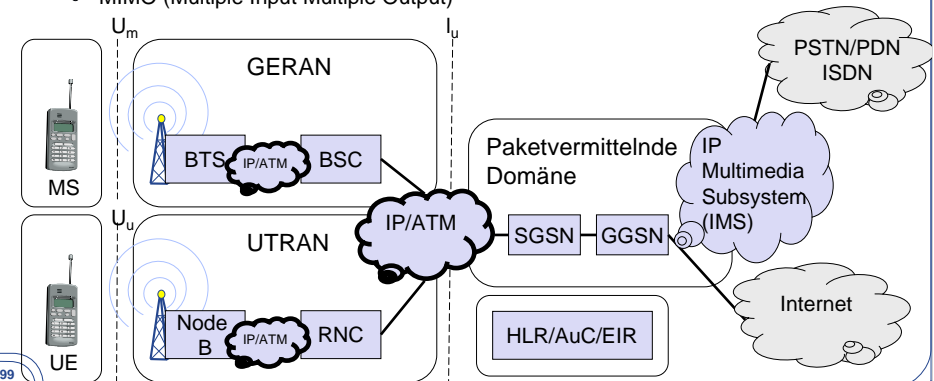 • MIMO (Multiple Input Multiple Output)
Um
Iu
PSTN/PDN
ISDN
GERAN
BTS
IP/ATM
BSC
MS
Paketvermittelnde
Domäne
IP
Multimedia
Subsystem
(IMS)
Uu
IP/ATM
UTRAN
SGSN
GGSN
Internet
Node
B
IP/ATM
RNC
HLR/AuC/EIR
UE
99